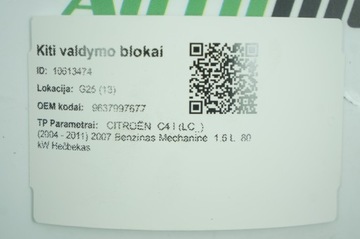 Kiti valdymo blokai
ID: 10613474
Lokacija: G25 (13)
OEM kodai: 9637997677
TP Parametrai: CITROËN C4 I (LC_)
(2004 - 2011) 2007 Benzinas Mechaninė 1.6 L. 80
kW Hečbekas